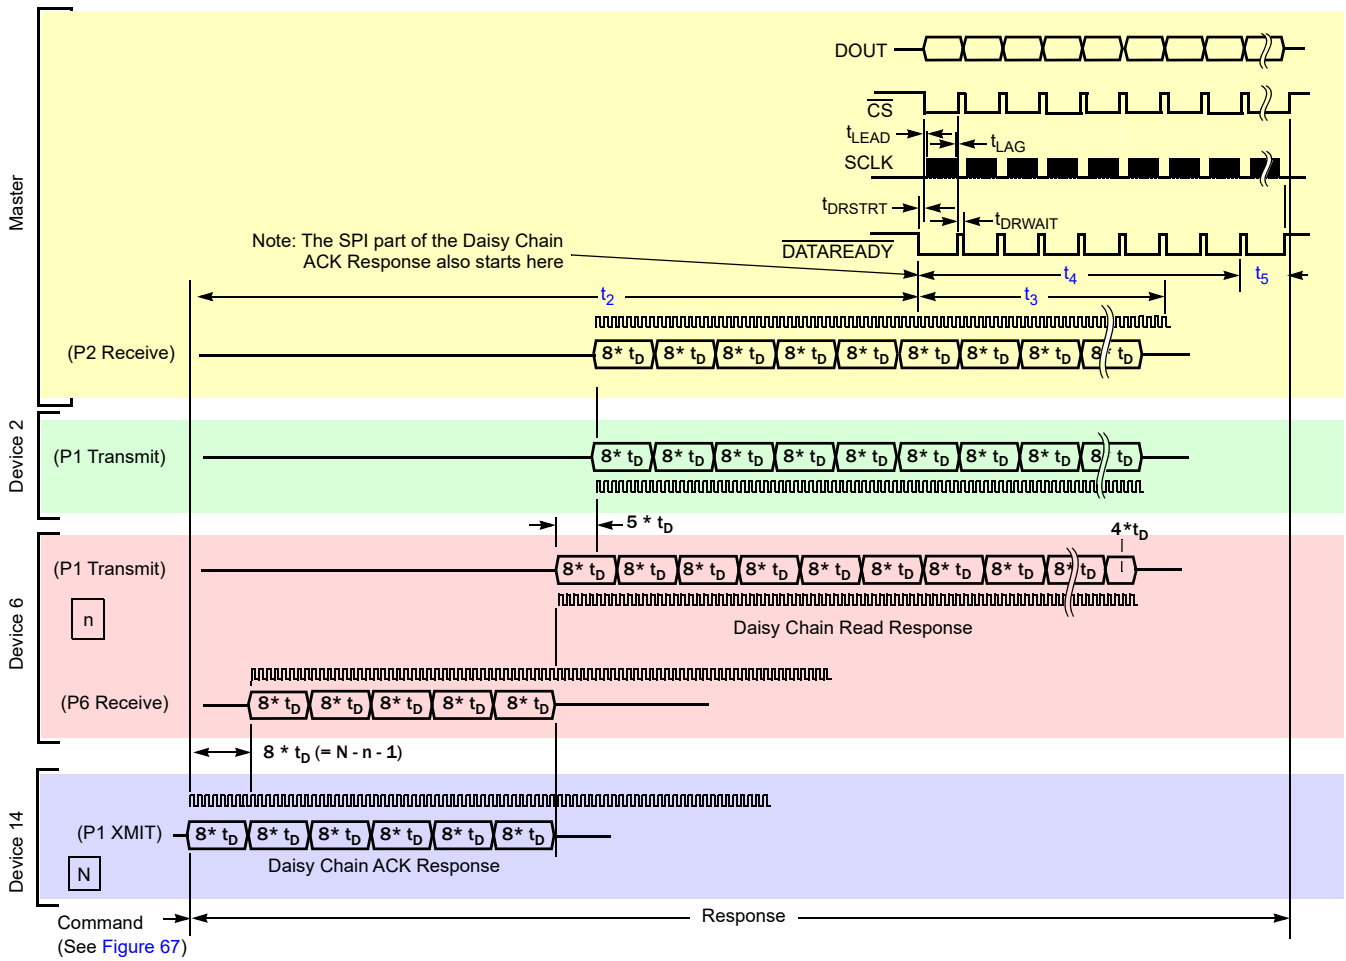 Master
DOUT
CS
tLEAD
tLAG
SCLK
tDRSTRT
tDRWAIT
DATAREADY
Note: The SPI part of the Daisy Chain
ACK Response also starts here
t4
t5
t2
t3
(P2 Receive)
8* tD 8* tD 8* tD 8* tD 8* tD 8* tD 8* tD 8* tD 8* tD
Device 2
(P1 Transmit)
8* tD 8* tD 8* tD 8* tD 8* tD 8* tD 8* tD 8* tD 8 tD
5 * tD
4*tD
Device 6
(P1 Transmit)
8* tD 8* tD 8* tD 8* tD 8* tD 8* tD 8* tD 8* tD 8* tD
n
Daisy Chain Read Response
(P6 Receive)
8* tD 8* tD 8* tD 8* tD 8* tD
8 * tD (= N - n - 1)
Device 14
(P1 XMIT)
8* tD 8* tD 8* tD 8* tD 8* tD 8* tD
N
Daisy Chain ACK Response
Command
(See Figure 67)
Response